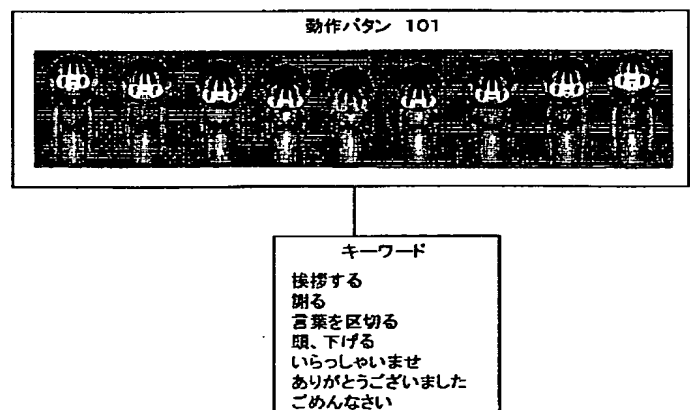 動作パタン 101
キーワード
挨拶する
謝る
言葉を区切る
頭、下げる
いらっしゃいませ
ありがとうございました
ごめんなさい